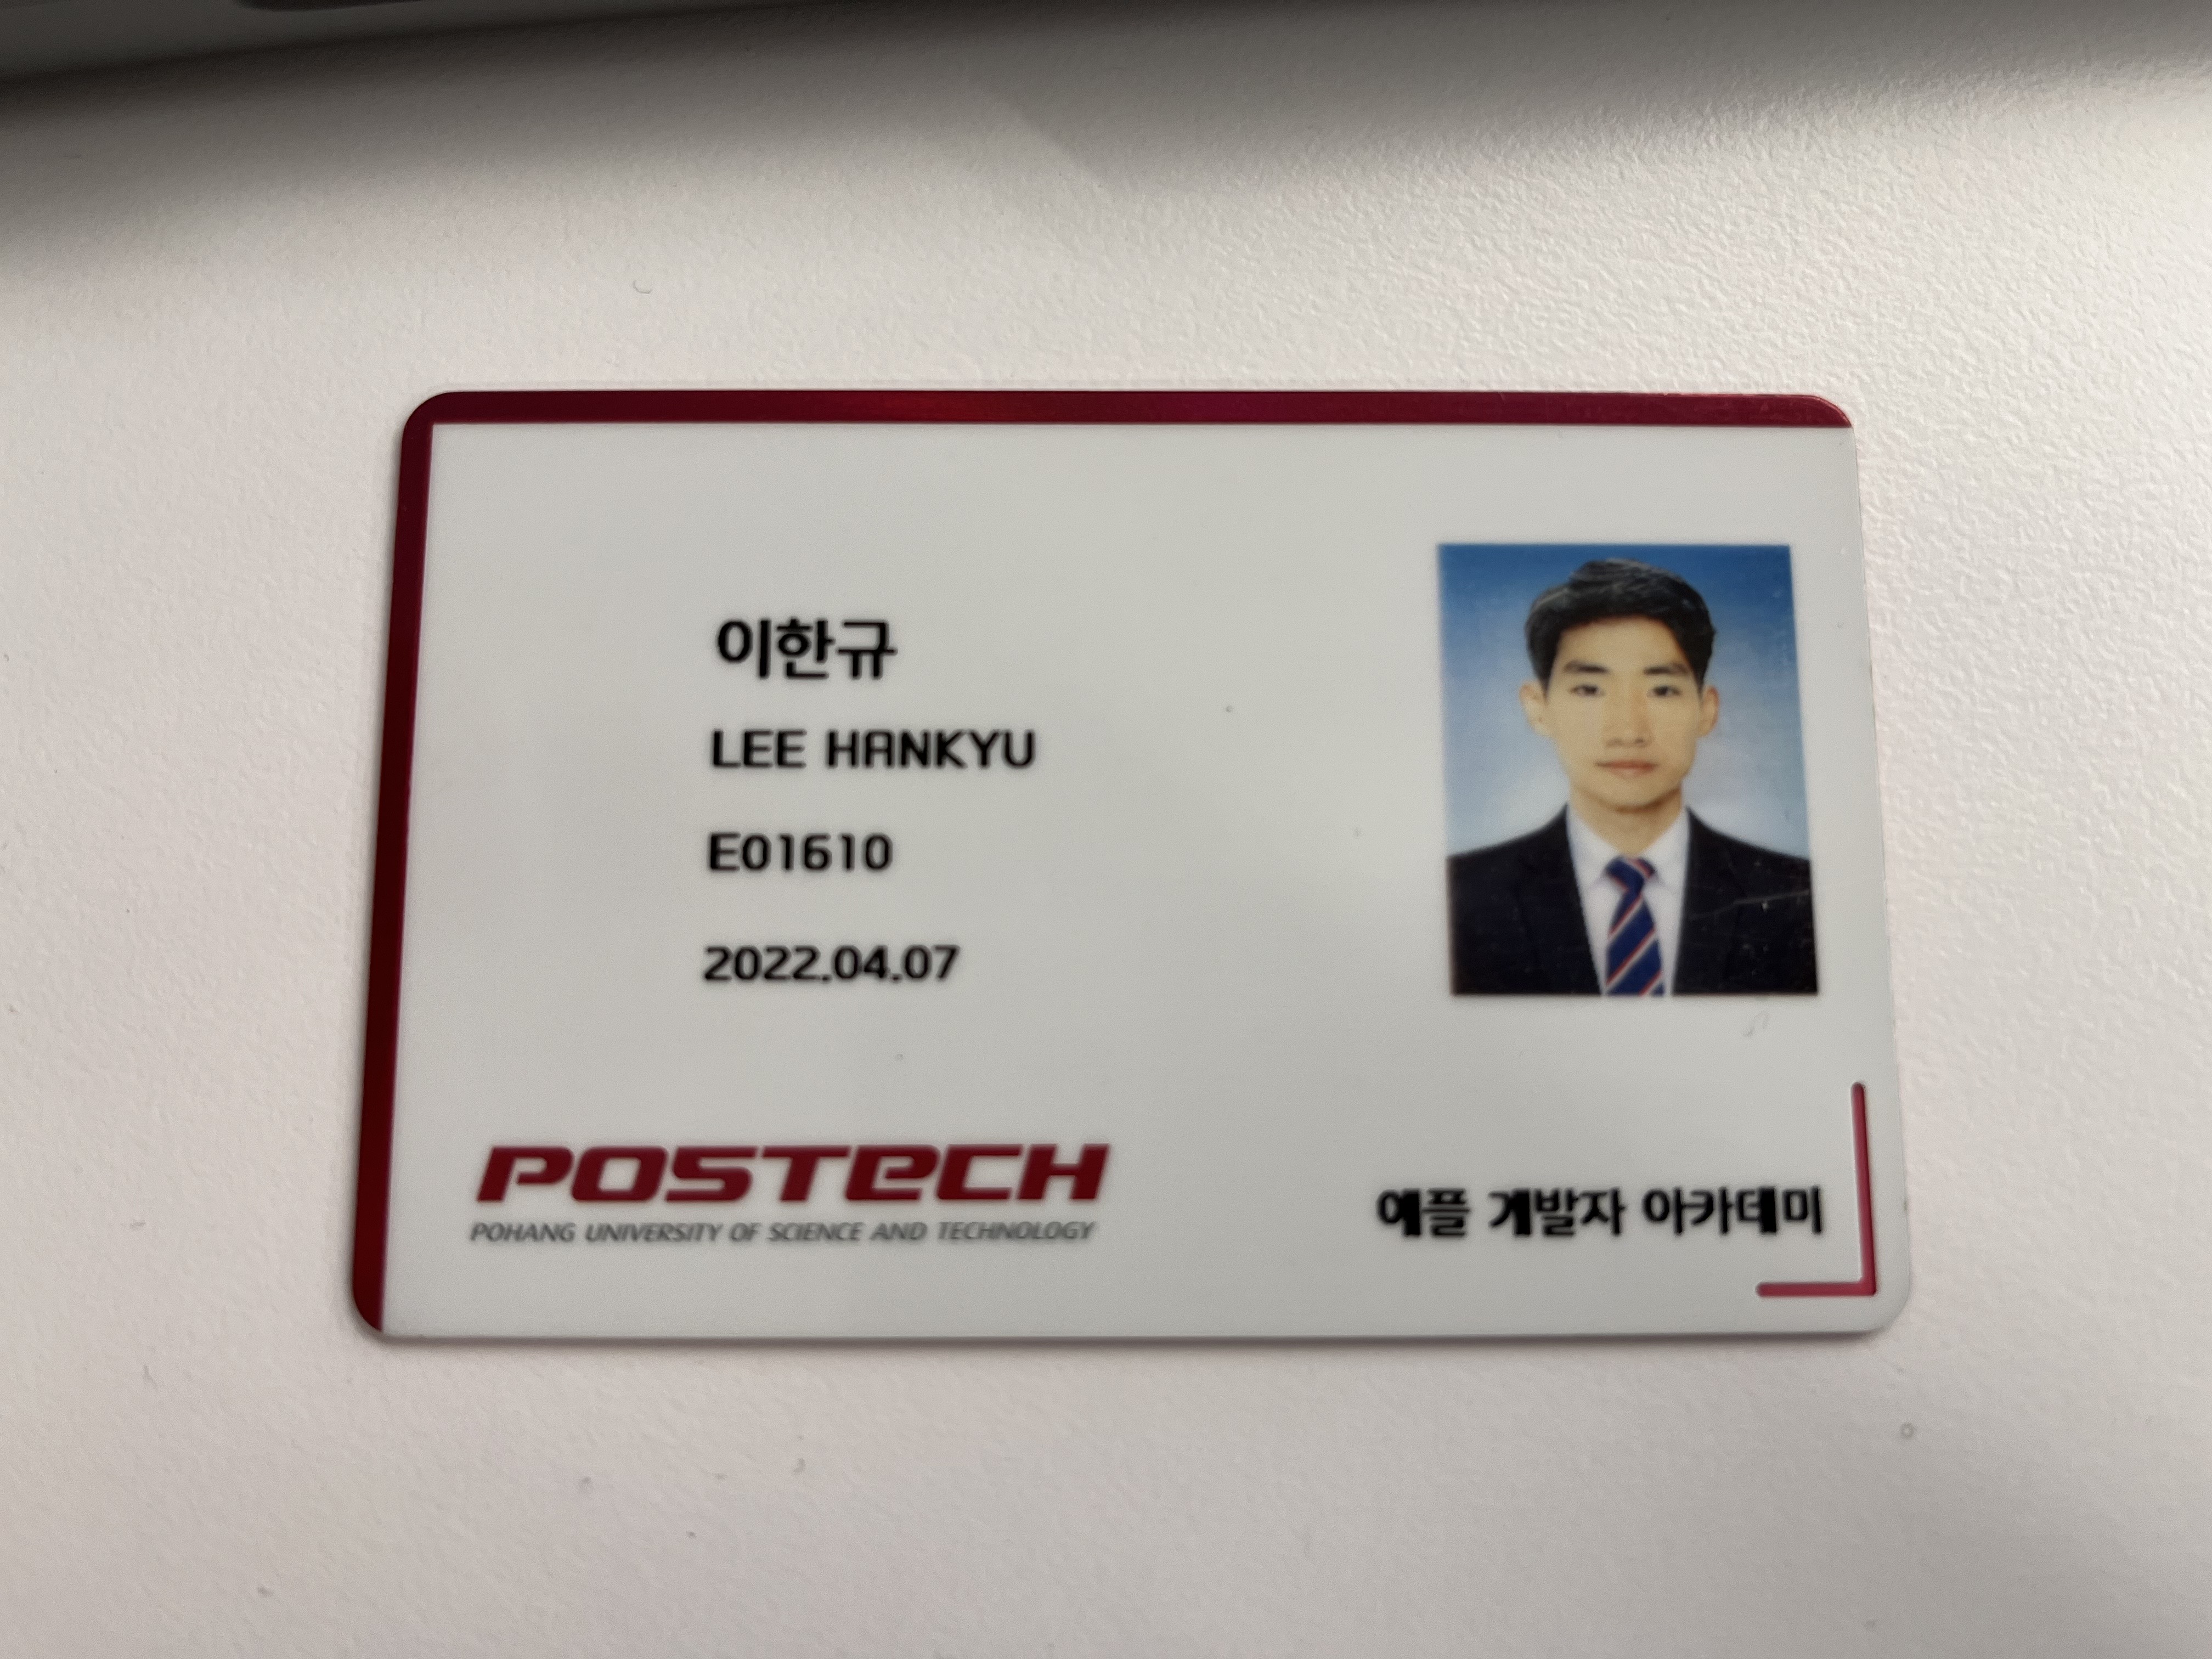 이한규
LEE HANKYU
E01610
2022.04.07
POSTECH
POHANG UNIVERSITY OF SCIENCE AND TECHNOLOGY
애플 개발자 아카데미